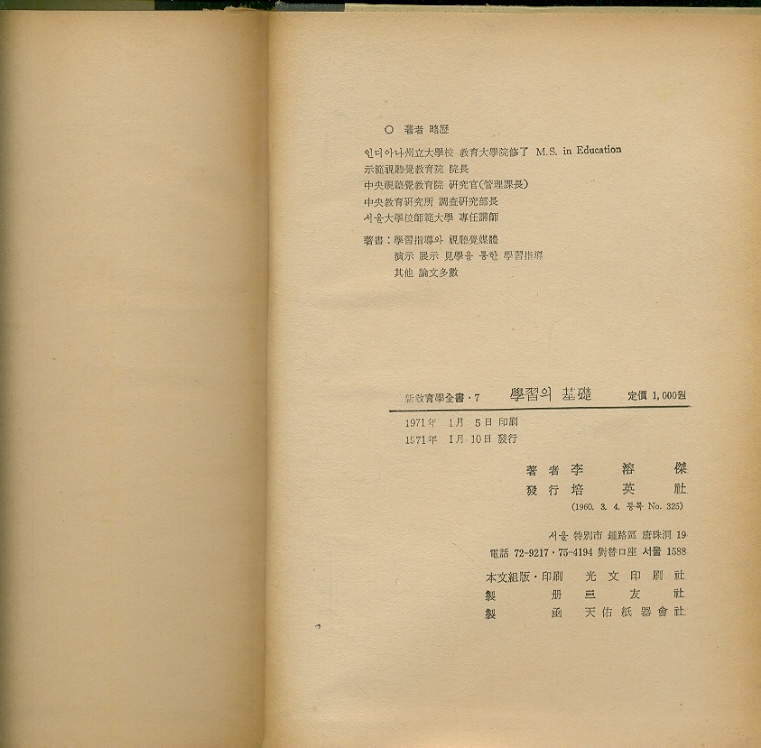 ○ 著者 略歷
인디아나州立大學校 教育大學院修了 M.S. in Education
示範視聽覺教育院 院長
中央視聽覺教育院 硏究官(管理課長)
中央教育硏究所 調査硏究部長
서울大學校師範大學 專任講師
著書 : 學習指導와 視聽覺媒體
演示 展示 見學을 통한 學習指導
其他 論文多數
新教育學全書·7 學習의 基礎 定價 1,000원
1971年 1月 5日 印刷
1971年 1月 10日 發行
著者 李溶傑
發行 培英社
(1960. 3. 4. 등록 No. 325)
서울 特別市 鍾路區 唐珠洞 19
電話 72-9217·75-4194 對替口座 서울 1588
本文組版·印刷 光文印刷社
製册 友社
製函 天佑紙器會社